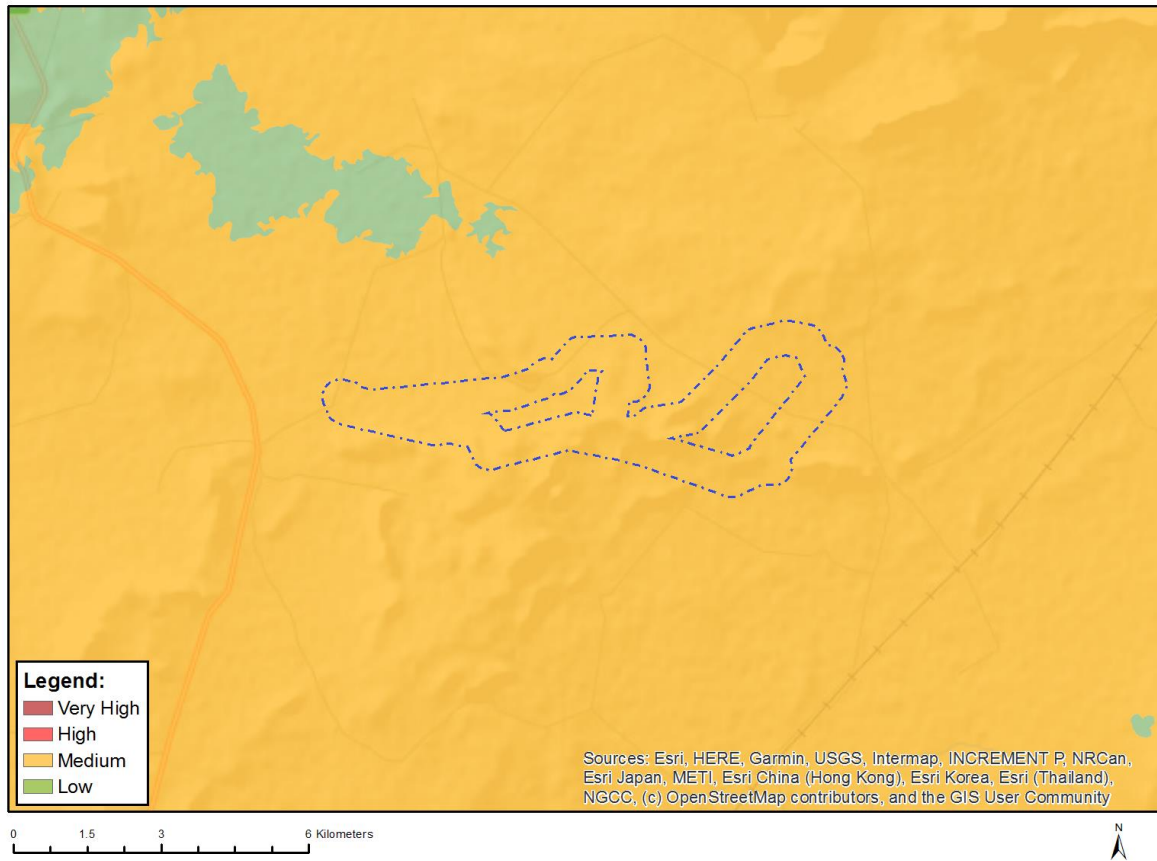 Legend:
Very High
High
Medium
Low
Sources: Esri, HERE, Garmin, USGS, Intermap, INCREMENT P, NRCan,
Esri Japan, METI, Esri China (Hong Kong), Esri Korea, Esri (Thailand),
NGCC, (c) OpenStreetMap contributors, and the GIS User Community
0 1.5 3 6 Kilometers
N